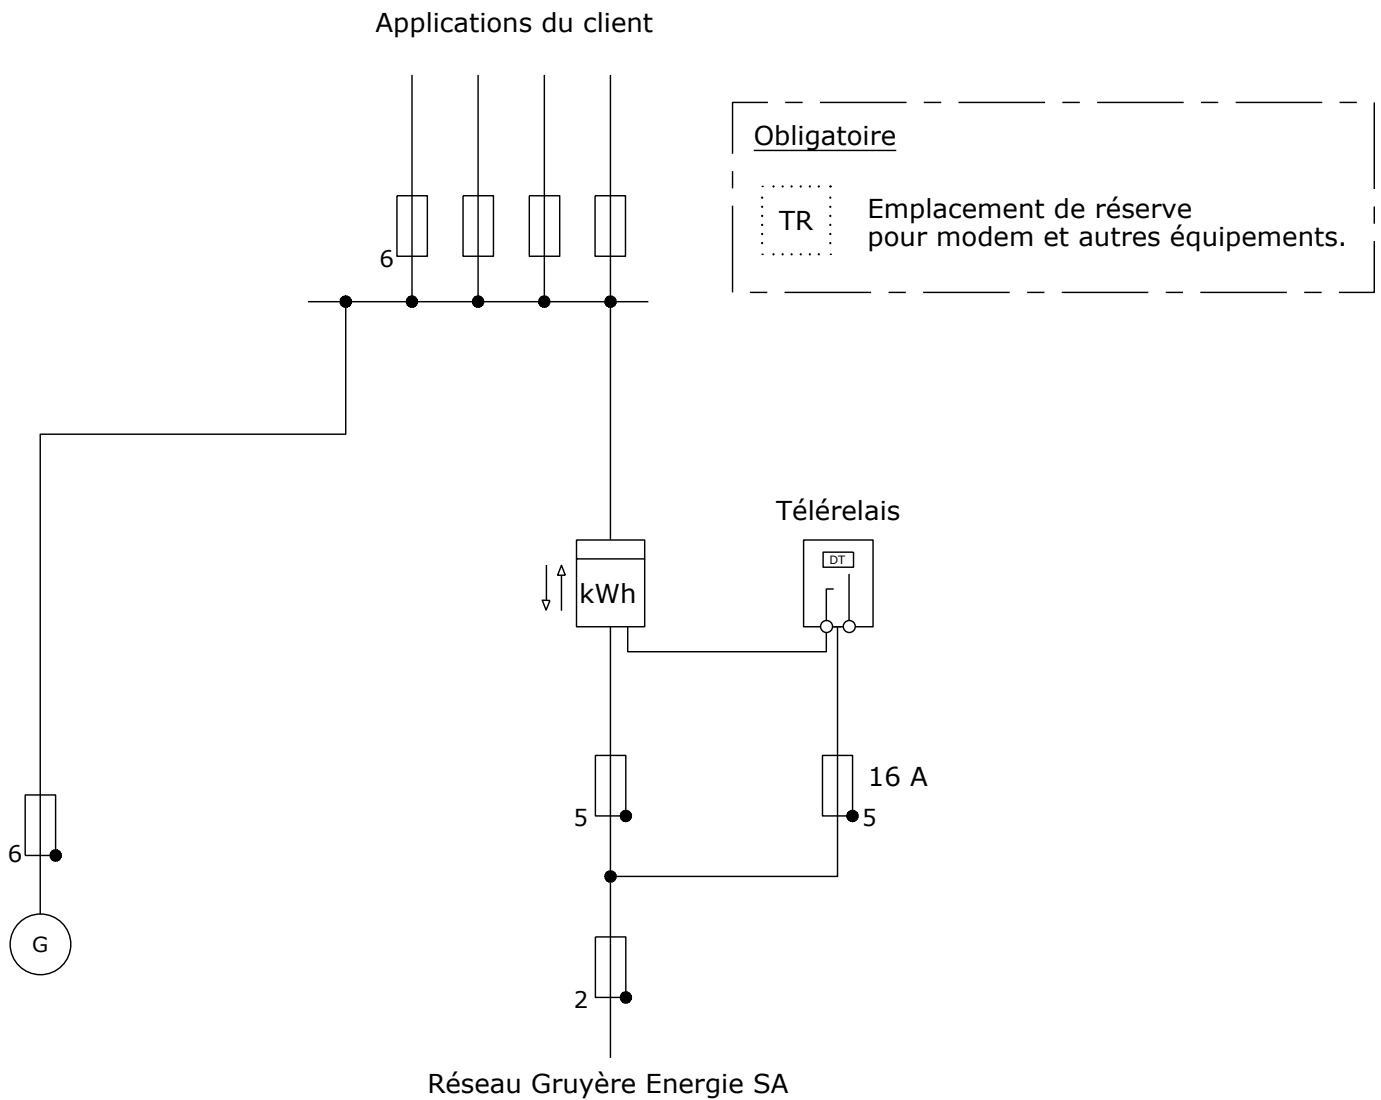 Applications du client
Obligatoire
TR
Emplacement de réserve
pour modem et autres équipements.
6
Télérelais
DT
kWh
16 A
5
5
6
G
2
Réseau Gruyère Energie SA